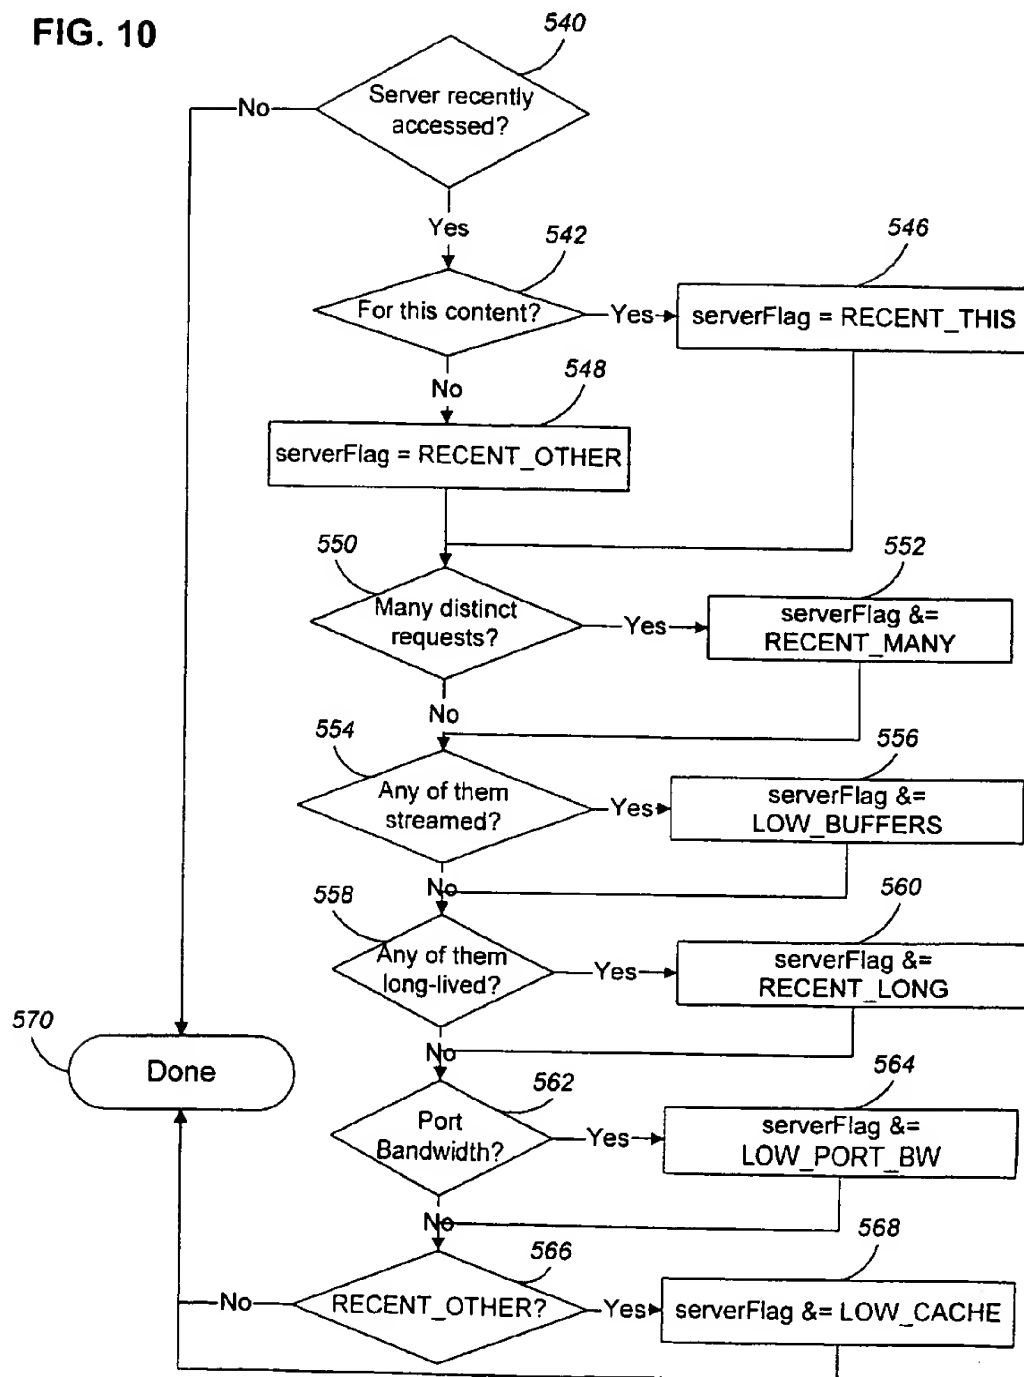 FIG. 10
540
Server recently
accessed?
No
Yes
542
For this content?
Yes
546
serverFlag = RECENT_THIS
No
548
serverFlag = RECENT_OTHER
550
Many distinct
requests?
Yes
552
serverFlag &=
RECENT_MANY
No
554
Any of them
streamed?
Yes
556
serverFlag &=
LOW_BUFFERS
No
558
Any of them
long-lived?
Yes
560
serverFlag &=
RECENT_LONG
No
570
Done
562
Port
Bandwidth?
Yes
564
serverFlag &=
LOW_PORT_BW
No
566
RECENT_OTHER?
No
Yes
568
serverFlag &= LOW_CACHE